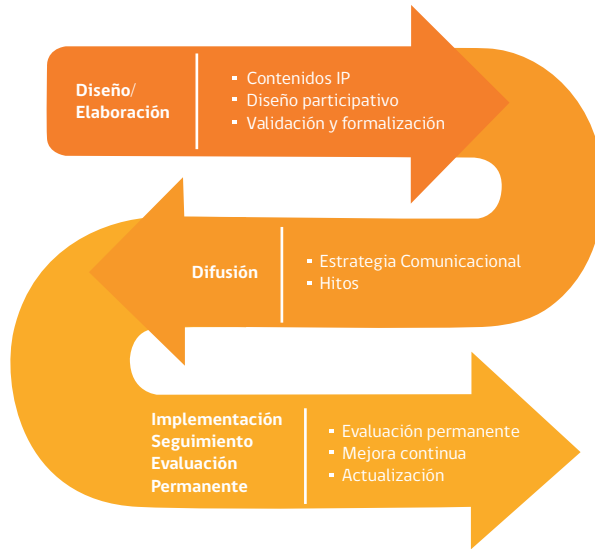 Diseño/
Elaboración
▪ Contenidos IP
▪ Diseño participativo
▪ Validación y formalización
Difusión
▪ Estrategia Comunicacional
▪ Hitos
Implementación
Seguimiento
Evaluación
Permanente
▪ Evaluación permanente
▪ Mejora continua
▪ Actualización